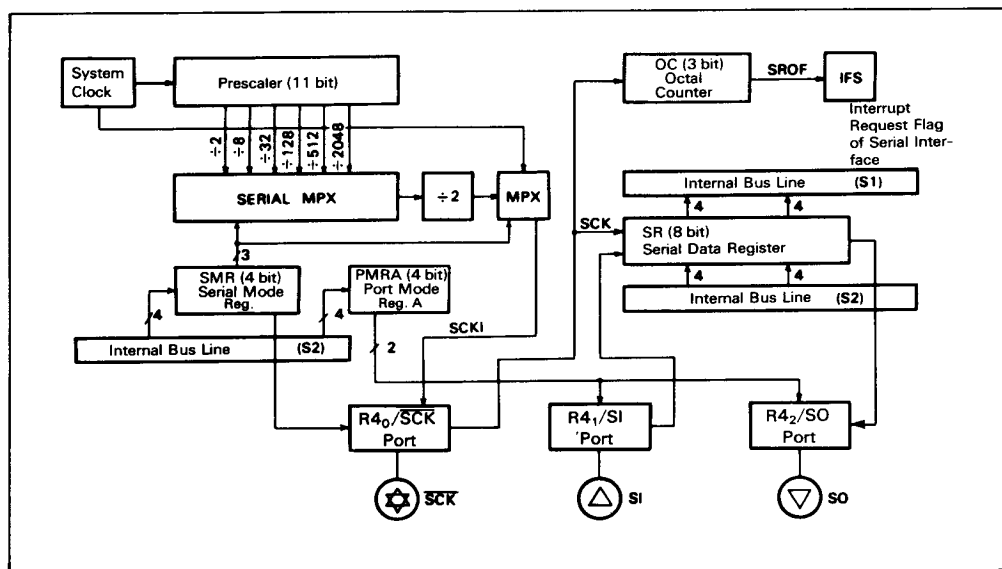 System
Clock
Prescaler (11 bit)
÷2
÷8
÷32
÷128
÷512
÷2048
SERIAL MPX
÷2
MPX
3
SMR (4 bit)
Serial Mode
Reg.
PMRA (4 bit)
Port Mode
Reg. A
4
4
Internal Bus Line (S2)
2
SCKI
OC (3 bit)
Octal
Counter
SROF
IFS
Interrupt
Request Flag
of Serial Inter-
face
Internal Bus Line (S1)
4 4
SCK
SR (8 bit)
Serial Data Register
4 4
Internal Bus Line (S2)
R4₀/S̅C̅K̅
Port
R4₁/SI
'Port
R4₂/SO
Port
S̅C̅K̅
SI
SO